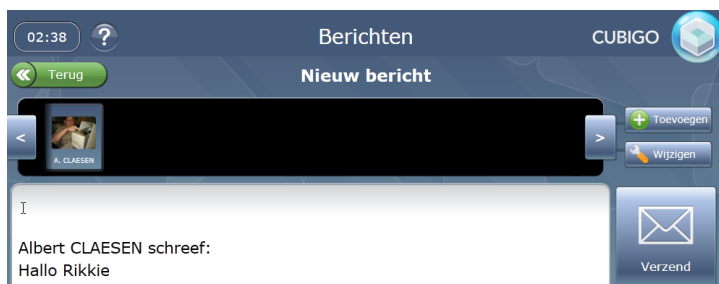 02:38
?
Berichten
CUBIGO
Terug
Nieuw bericht
<
A. CLAESEN
>
Toevoegen
Wijzigen
Albert CLAESEN schreef:
Hallo Rikkie
Verzend